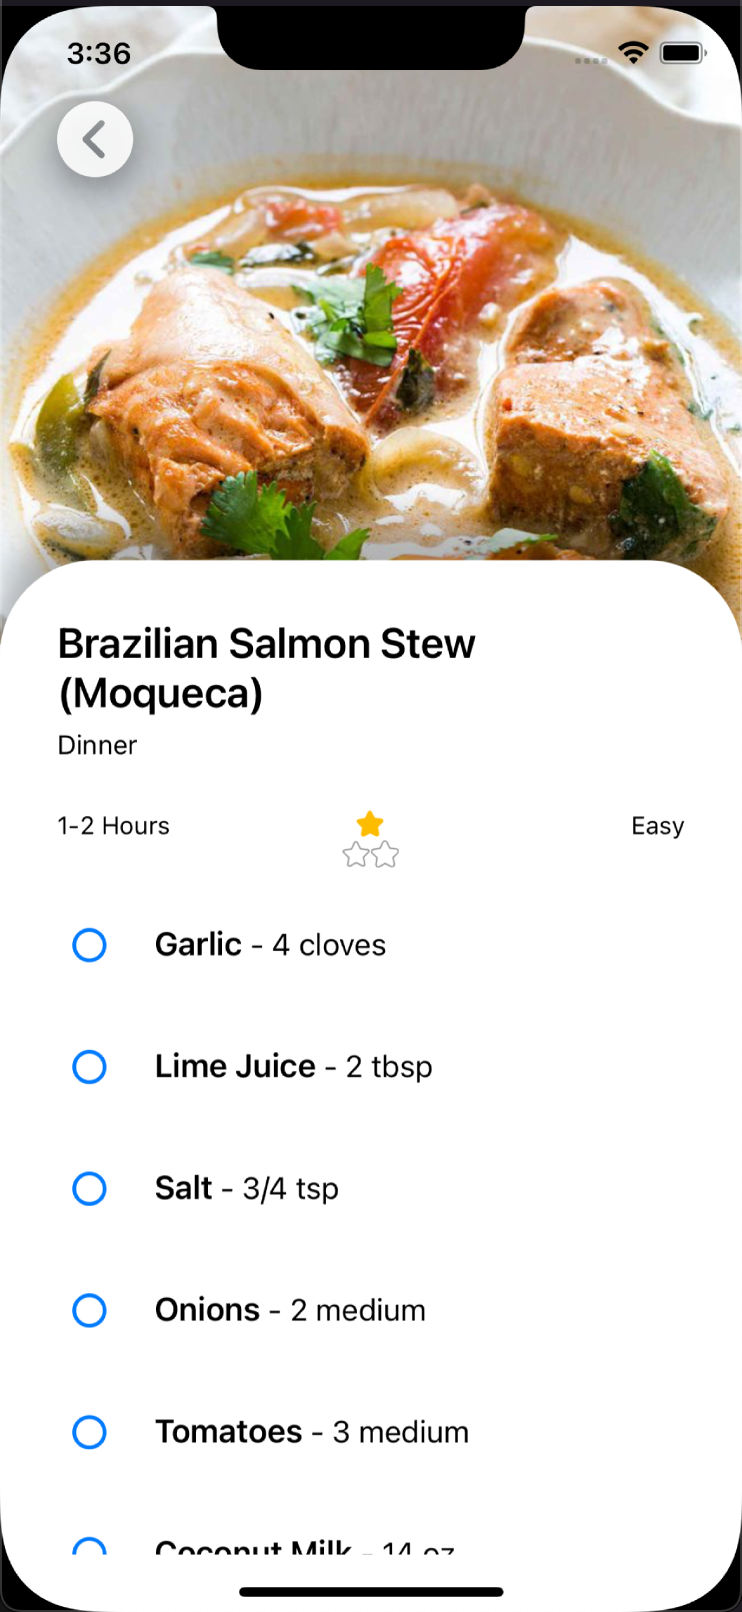 3:36
Brazilian Salmon Stew
(Moqueca)
Dinner
1-2 Hours
Easy
Garlic - 4 cloves
Lime Juice - 2 tbsp
Salt - 3/4 tsp
Onions - 2 medium
Tomatoes - 3 medium
Coconut Milk - 14 oz